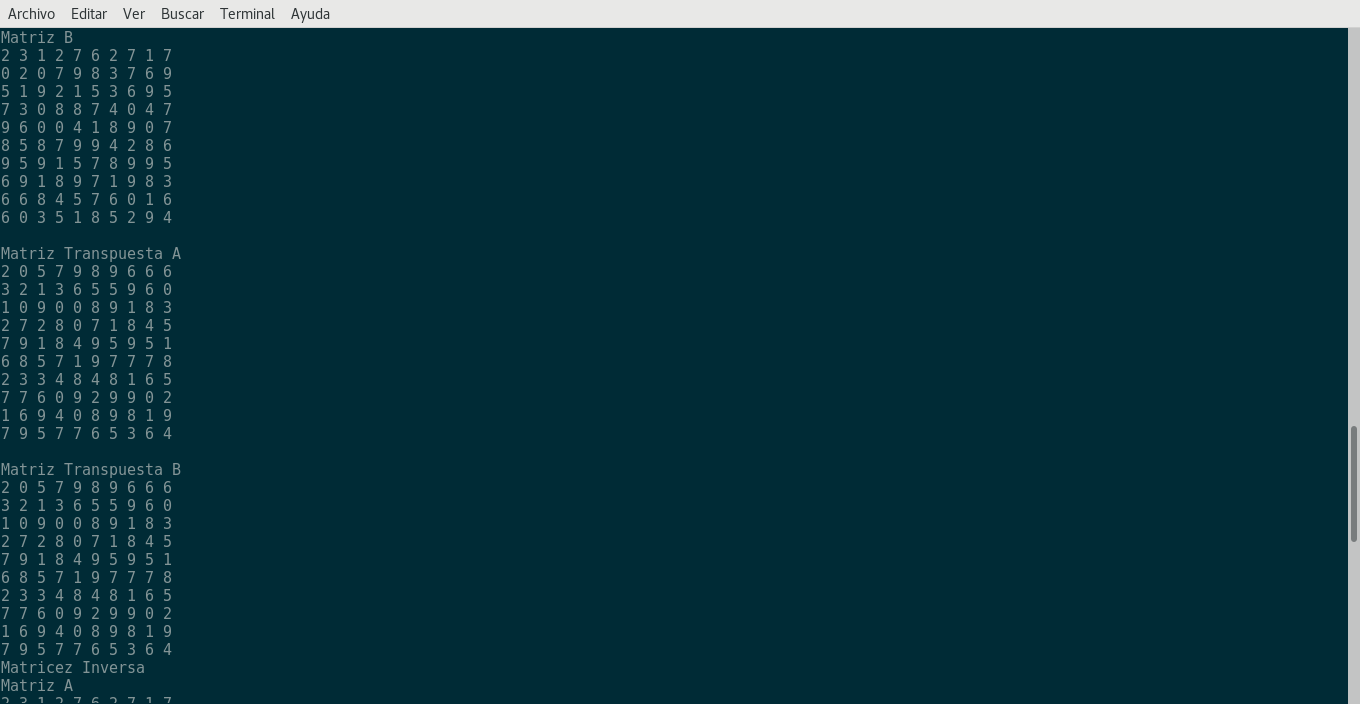 Archivo Editar Ver Buscar Terminal Ayuda
Matriz B
2 3 1 2 7 6 2 7 1 7
0 2 0 7 9 8 3 7 6 9
5 1 9 2 1 5 3 6 9 5
7 3 0 8 8 7 4 0 4 7
9 6 0 0 4 1 8 9 0 7
8 5 8 7 9 9 4 2 8 6
9 5 9 1 5 7 8 9 9 5
6 9 1 8 9 7 1 9 8 3
6 6 8 4 5 7 6 0 1 6
6 0 3 5 1 8 5 2 9 4
Matriz Transpuesta A
2 0 5 7 9 8 9 6 6 6
3 2 1 3 6 5 5 9 6 0
1 0 9 0 0 8 9 1 8 3
2 7 2 8 0 7 1 8 4 5
7 9 1 8 4 9 5 9 5 1
6 8 5 7 1 9 7 7 7 8
2 3 3 4 8 4 8 1 6 5
7 7 6 0 9 2 9 9 0 2
1 6 9 4 0 8 9 8 1 9
7 9 5 7 7 6 5 3 6 4
Matriz Transpuesta B
2 0 5 7 9 8 9 6 6 6
3 2 1 3 6 5 5 9 6 0
1 0 9 0 0 8 9 1 8 3
2 7 2 8 0 7 1 8 4 5
7 9 1 8 4 9 5 9 5 1
6 8 5 7 1 9 7 7 7 8
2 3 3 4 8 4 8 1 6 5
7 7 6 0 9 2 9 9 0 2
1 6 9 4 0 8 9 8 1 9
7 9 5 7 7 6 5 3 6 4
Matricez Inversa
Matriz A